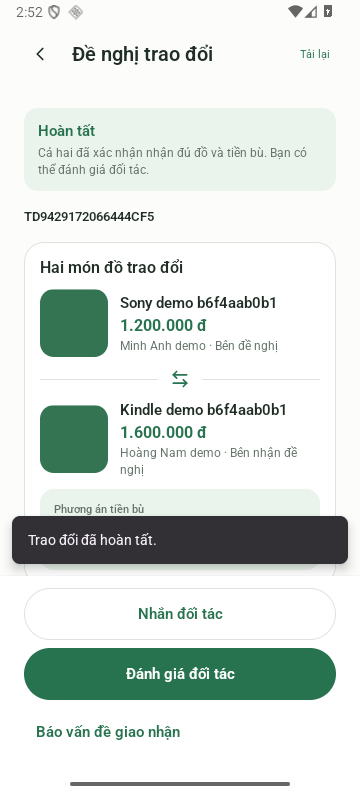 2:52
Đề nghị trao đổi
Tải lại
Hoàn tất
Cả hai đã xác nhận nhận đủ đồ và tiền bù. Bạn có
thể đánh giá đối tác.
TD9429172066444CF5
Hai món đồ trao đổi
Sony demo b6f4aab0b1
1.200.000 đ
Minh Anh demo · Bên đề nghị
Kindle demo b6f4aab0b1
1.600.000 đ
Hoàng Nam demo · Bên nhận đề
nghị
Phương án tiền bù
Trao đổi đã hoàn tất.
Nhắn đối tác
Đánh giá đối tác
Báo vấn đề giao nhận